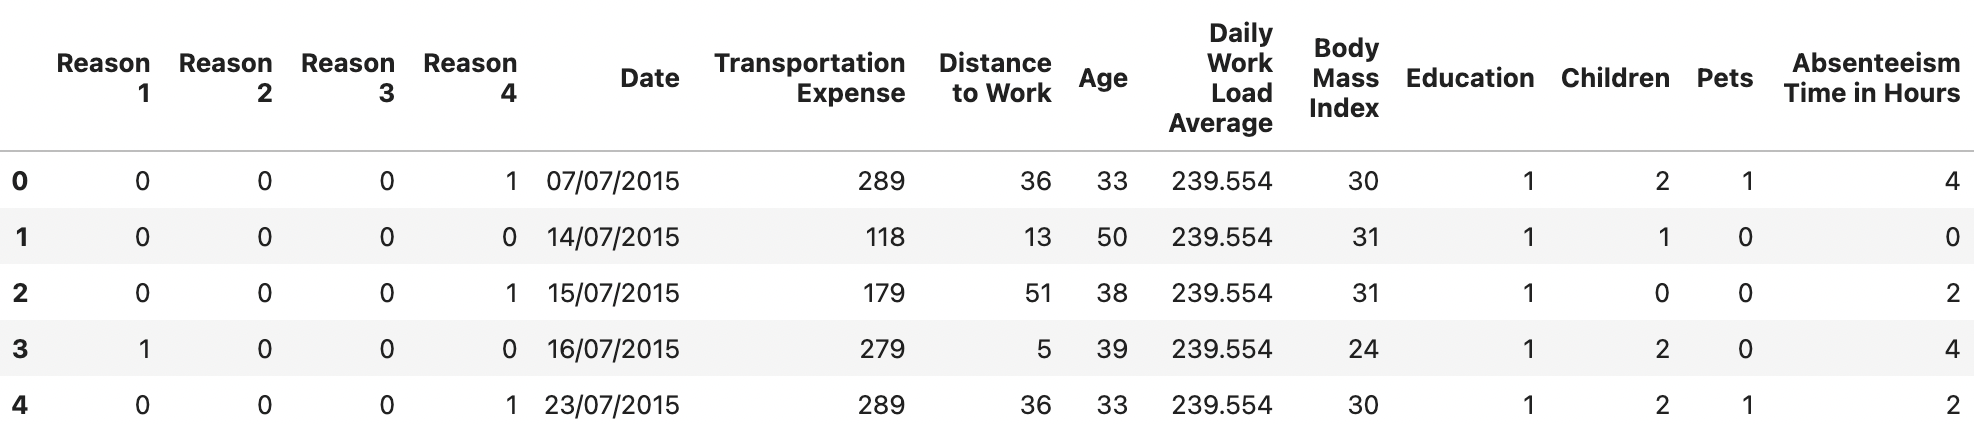 Reason 1 Reason 2 Reason 3 Reason 4 Date Transportation Expense Distance to Work Age Daily Work Load Average Body Mass Index Education Children Pets Absenteeism Time in Hours
0 0 0 0 1 07/07/2015 289 36 33 239.554 30 1 2 1 4
1 0 0 0 0 14/07/2015 118 13 50 239.554 31 1 1 0 0
2 0 0 0 1 15/07/2015 179 51 38 239.554 31 1 0 0 2
3 1 0 0 0 16/07/2015 279 5 39 239.554 24 1 2 0 4
4 0 0 0 1 23/07/2015 289 36 33 239.554 30 1 2 1 2